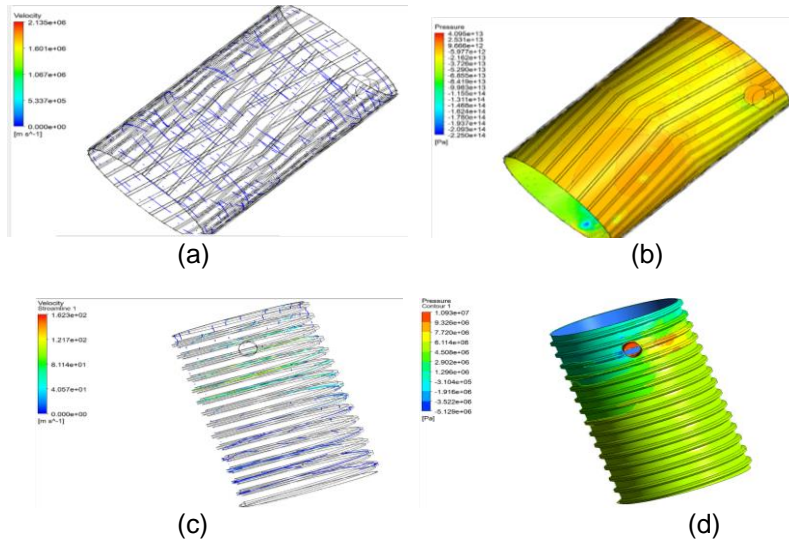 Velocity
2.135e+06
1.601e+06
1.067e+06
5.337e+05
0.000e+00
[m s^-1]
Pressure
4.095e+13
2.531e+13
9.666e+12
-5.977e+12
-2.162e+13
-3.726e+13
-5.290e+13
-6.855e+13
-8.419e+13
-9.983e+13
-1.155e+14
-1.311e+14
-1.468e+14
-1.624e+14
-1.780e+14
-1.937e+14
-2.093e+14
-2.250e+14
[Pa]
(a)
(b)
Velocity
Streamline 1
1.623e+02
1.217e+02
8.114e+01
4.057e+01
0.000e+00
[m s^-1]
Pressure
Contour 1
1.093e+07
9.326e+06
7.720e+06
6.114e+06
4.508e+06
2.902e+06
1.296e+06
-3.104e+05
-1.916e+06
-3.522e+06
-5.129e+06
[Pa]
(c)
(d)